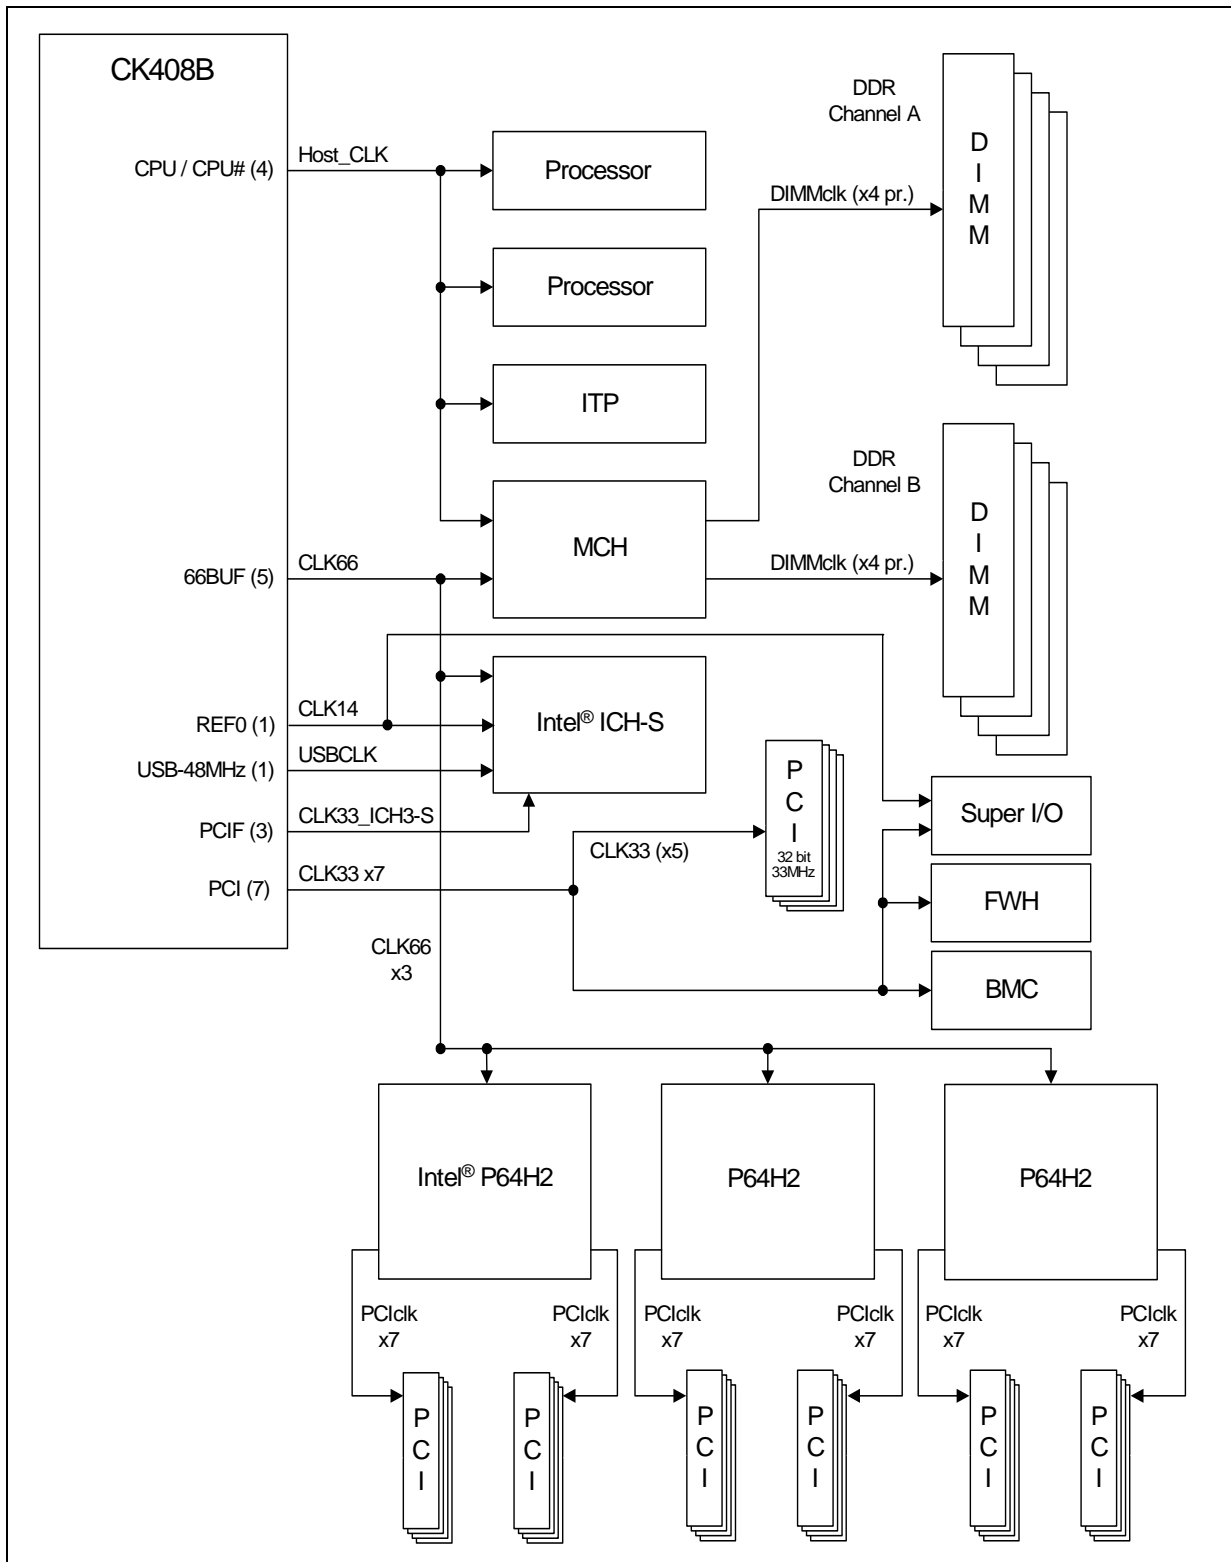 CK408B
CPU / CPU# (4)
Host_CLK
Processor
Processor
ITP
MCH
DDR
Channel A
DIMMclk (x4 pr.)
D
I
M
M
DDR
Channel B
DIMMclk (x4 pr.)
D
I
M
M
66BUF (5)
CLK66
REF0 (1)
CLK14
USB-48MHz (1)
USBCLK
PCIF (3)
CLK33_ICH3-S
PCI (7)
CLK33 x7
Intel® ICH-S
CLK33 (x5)
P
C
I
32 bit
33MHz
Super I/O
FWH
BMC
CLK66
x3
Intel® P64H2
P64H2
P64H2
PCIclk
x7
PCIclk
x7
PCIclk
x7
PCIclk
x7
PCIclk
x7
PCIclk
x7
P
C
I
P
C
I
P
C
I
P
C
I
P
C
I
P
C
I